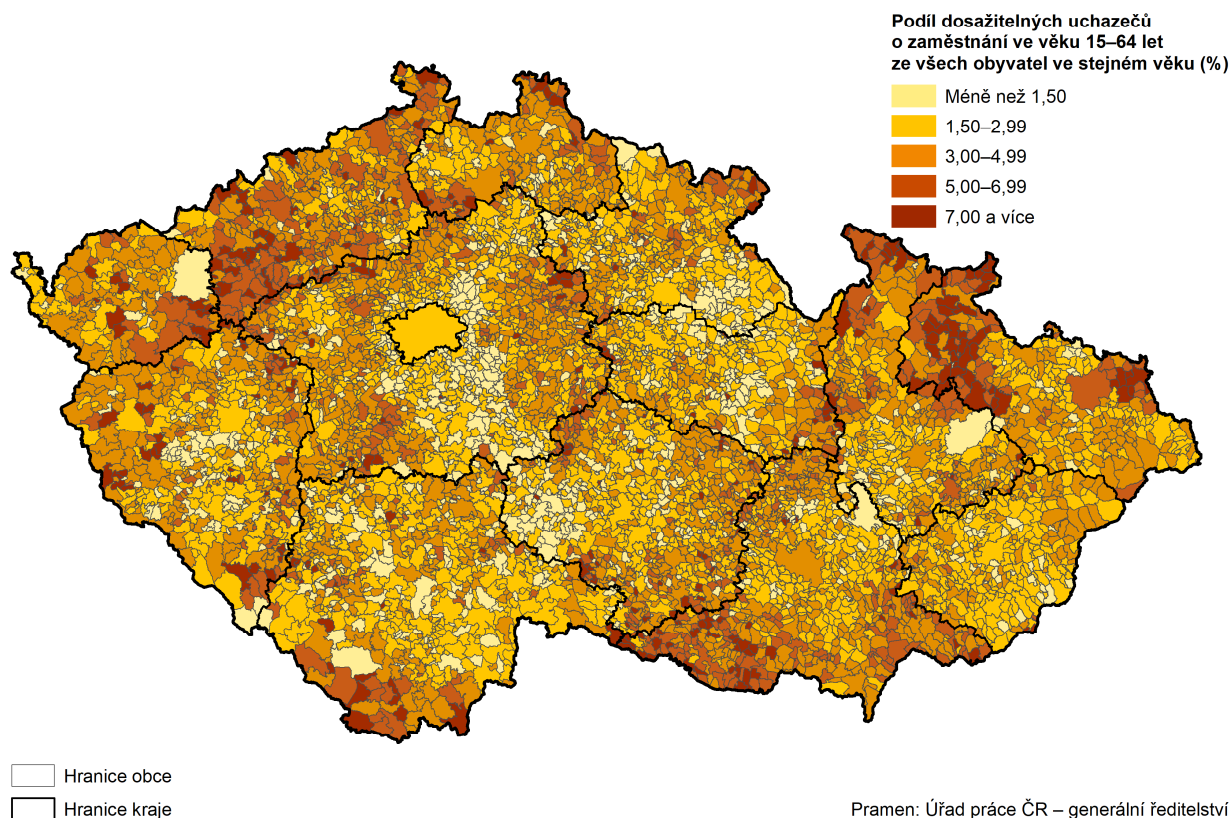 Podíl dosažitelných uchazečů
o zaměstnání ve věku 15–64 let
ze všech obyvatel ve stejném věku (%)
Méně než 1,50
1,50–2,99
3,00–4,99
5,00–6,99
7,00 a více
Hranice obce
Hranice kraje
Pramen: Úřad práce ČR – generální ředitelství